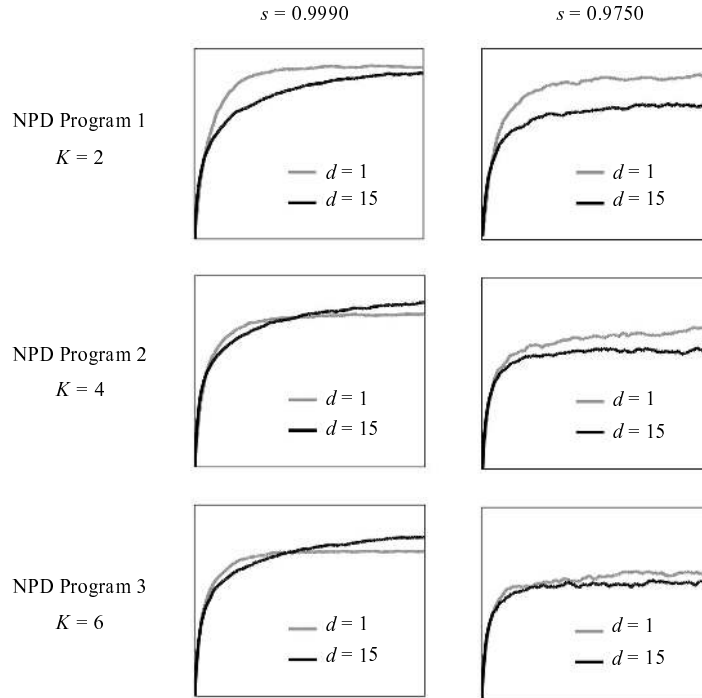 s = 0.9990
s = 0.9750
NPD Program 1
K = 2
d = 1
d = 15
d = 1
d = 15
NPD Program 2
K = 4
d = 1
d = 15
d = 1
d = 15
NPD Program 3
K = 6
d = 1
d = 15
d = 1
d = 15